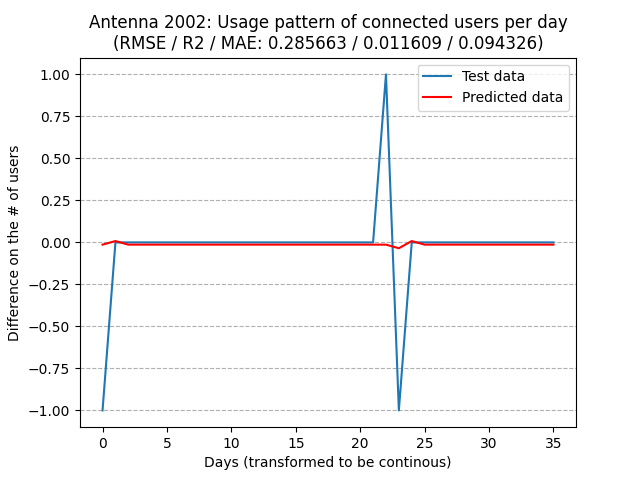 Antenna 2002: Usage pattern of connected users per day
(RMSE / R2 / MAE: 0.285663 / 0.011609 / 0.094326)
Test data
Predicted data
1.00
0.75
0.50
0.25
0.00
−0.25
−0.50
−0.75
−1.00
Difference on the # of users
0 5 10 15 20 25 30 35
Days (transformed to be continous)